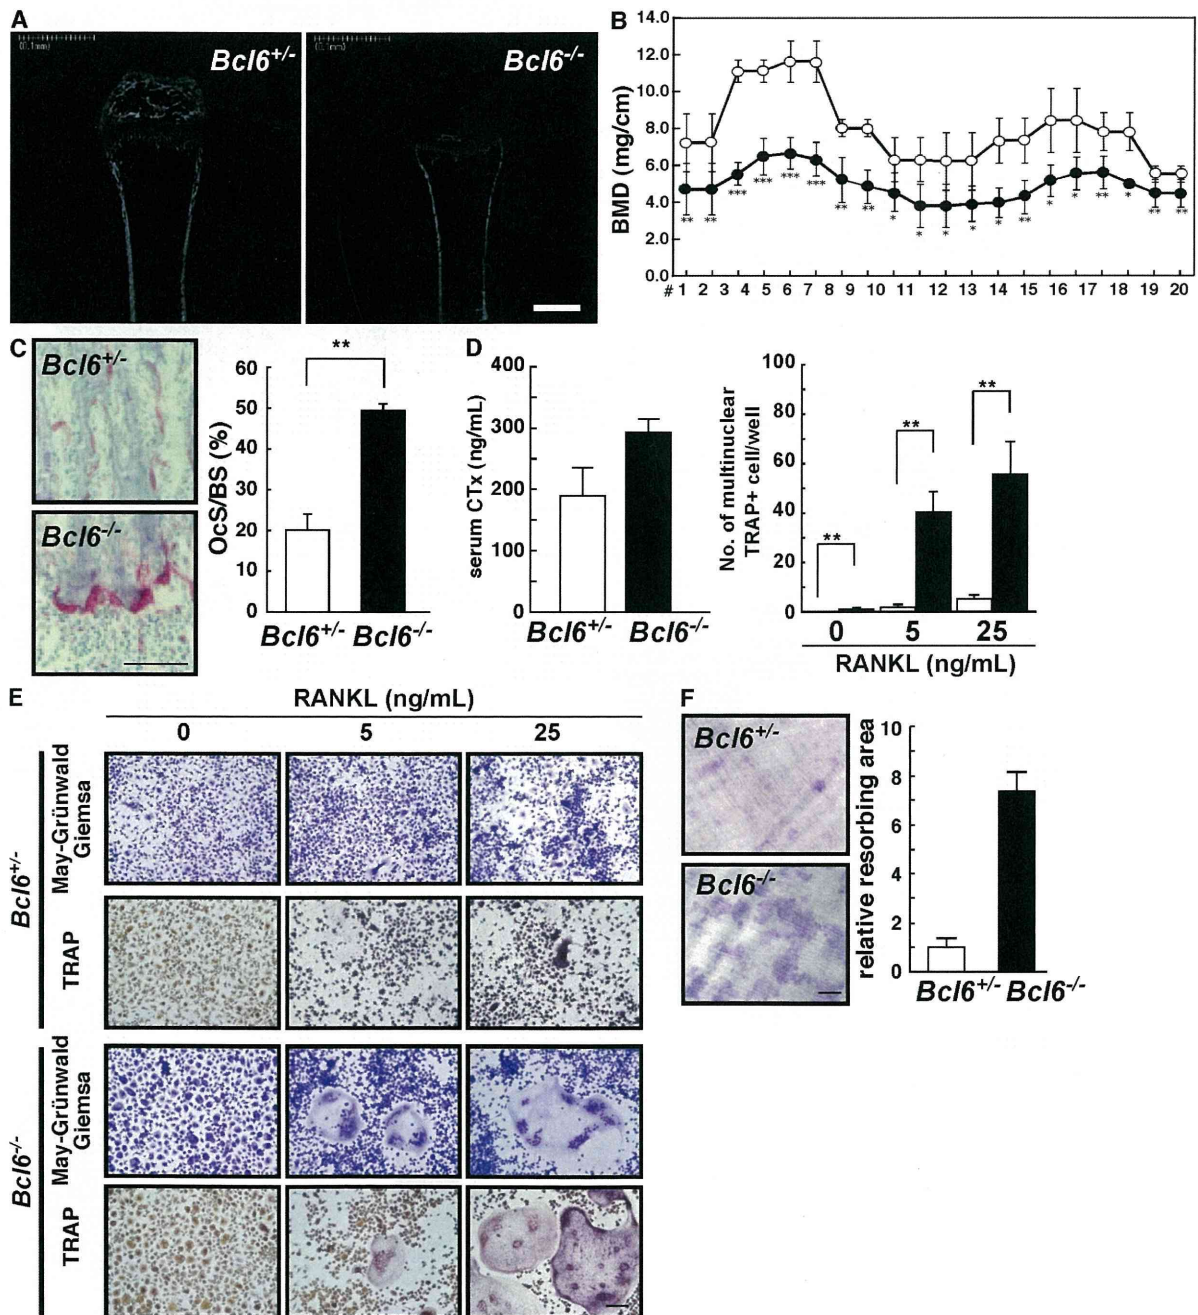 A
(0.1mm)
Bcl6+/-
(0.1mm)
Bcl6-/-
B
BMD (mg/cm)
14.0
12.0
10.0
8.0
6.0
4.0
2.0
0.0
** ** *** *** *** *** ** ** * * * * * ** * * ** * ** **
# 1 2 3 4 5 6 7 8 9 10 11 12 13 14 15 16 17 18 20
C
Bcl6+/-
Bcl6-/-
OcS/BS (%)
60
50
40
30
20
10
0
**
Bcl6+/- Bcl6-/-
D
serum CTx (ng/mL)
400
300
200
100
0
Bcl6+/- Bcl6-/-
No. of multinuclear
TRAP+ cell/well
100
80
60
40
20
0
**
**
**
0 5 25
RANKL (ng/mL)
E
RANKL (ng/mL)
0 5 25
Bcl6+/-
May-Grünwald
Giemsa
TRAP
Bcl6-/-
May-Grünwald
Giemsa
TRAP
F
Bcl6+/-
Bcl6-/-
relative resorbing area
10
8
6
4
2
0
Bcl6+/- Bcl6-/-